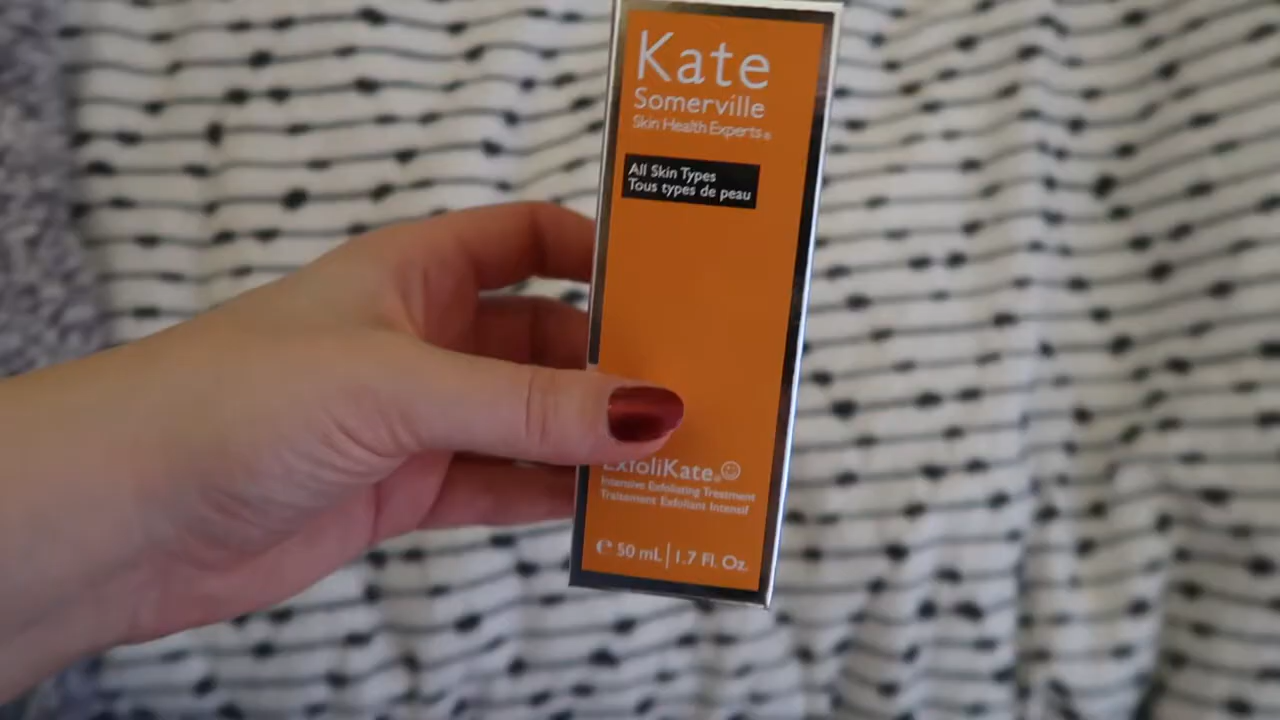 Kate
Somerville
Skin Health Experts®
All Skin Types
Tous types de peau
ExfoliKate®
Intensive Exfoliating Treatment
Traitement Exfoliant Intensif
℮ 50 mL | 1.7 Fl. Oz.